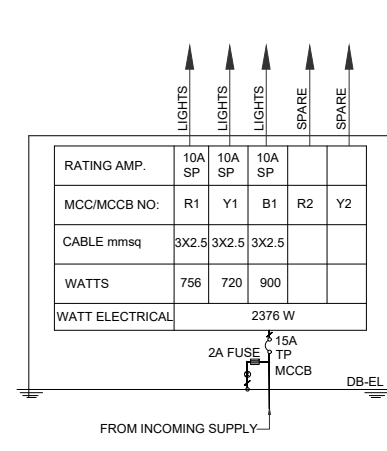 LIGHTS LIGHTS LIGHTS SPARE SPARE
RATING AMP. 10A SP 10A SP 10A SP
MCC/MCCB NO: R1 Y1 B1 R2 Y2
CABLE mmsq 3X2.5 3X2.5 3X2.5
WATTS 756 720 900
WATT ELECTRICAL 2376 W
15A
2A FUSE TP
MCCB
DB-EL
FROM INCOMING SUPPLY